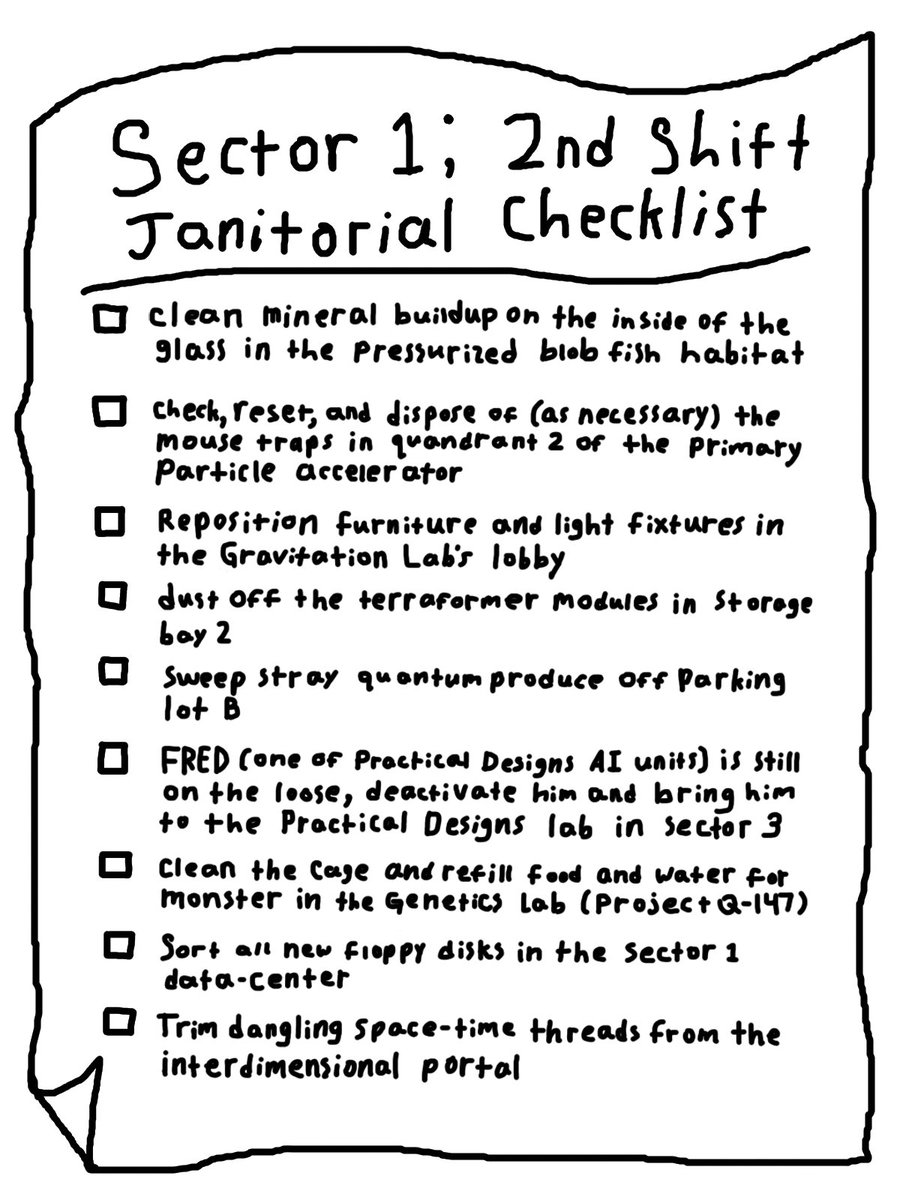 Sector 1; 2nd Shift
Janitorial Checklist
clean mineral buildup on the inside of the
glass in the pressurized blob fish habitat
check, reset, and dispose of (as necessary) the
mouse traps in quandrant 2 of the primary
particle accelerator
Reposition furniture and light fixtures in
the Gravitation Lab's lobby
dust off the terraformer modules in storage
bay 2
Sweep stray quantum produce off parking
lot B
FRED (one of Practical Designs AI units) is still
on the loose, deactivate him and bring him
to the Practical Designs lab in sector 3
Clean the cage and refill food and water for
monster in the Genetics Lab (Project Q-147)
Sort all new floppy disks in the sector 1
data-center
Trim dangling space-time threads from the
interdimensional portal